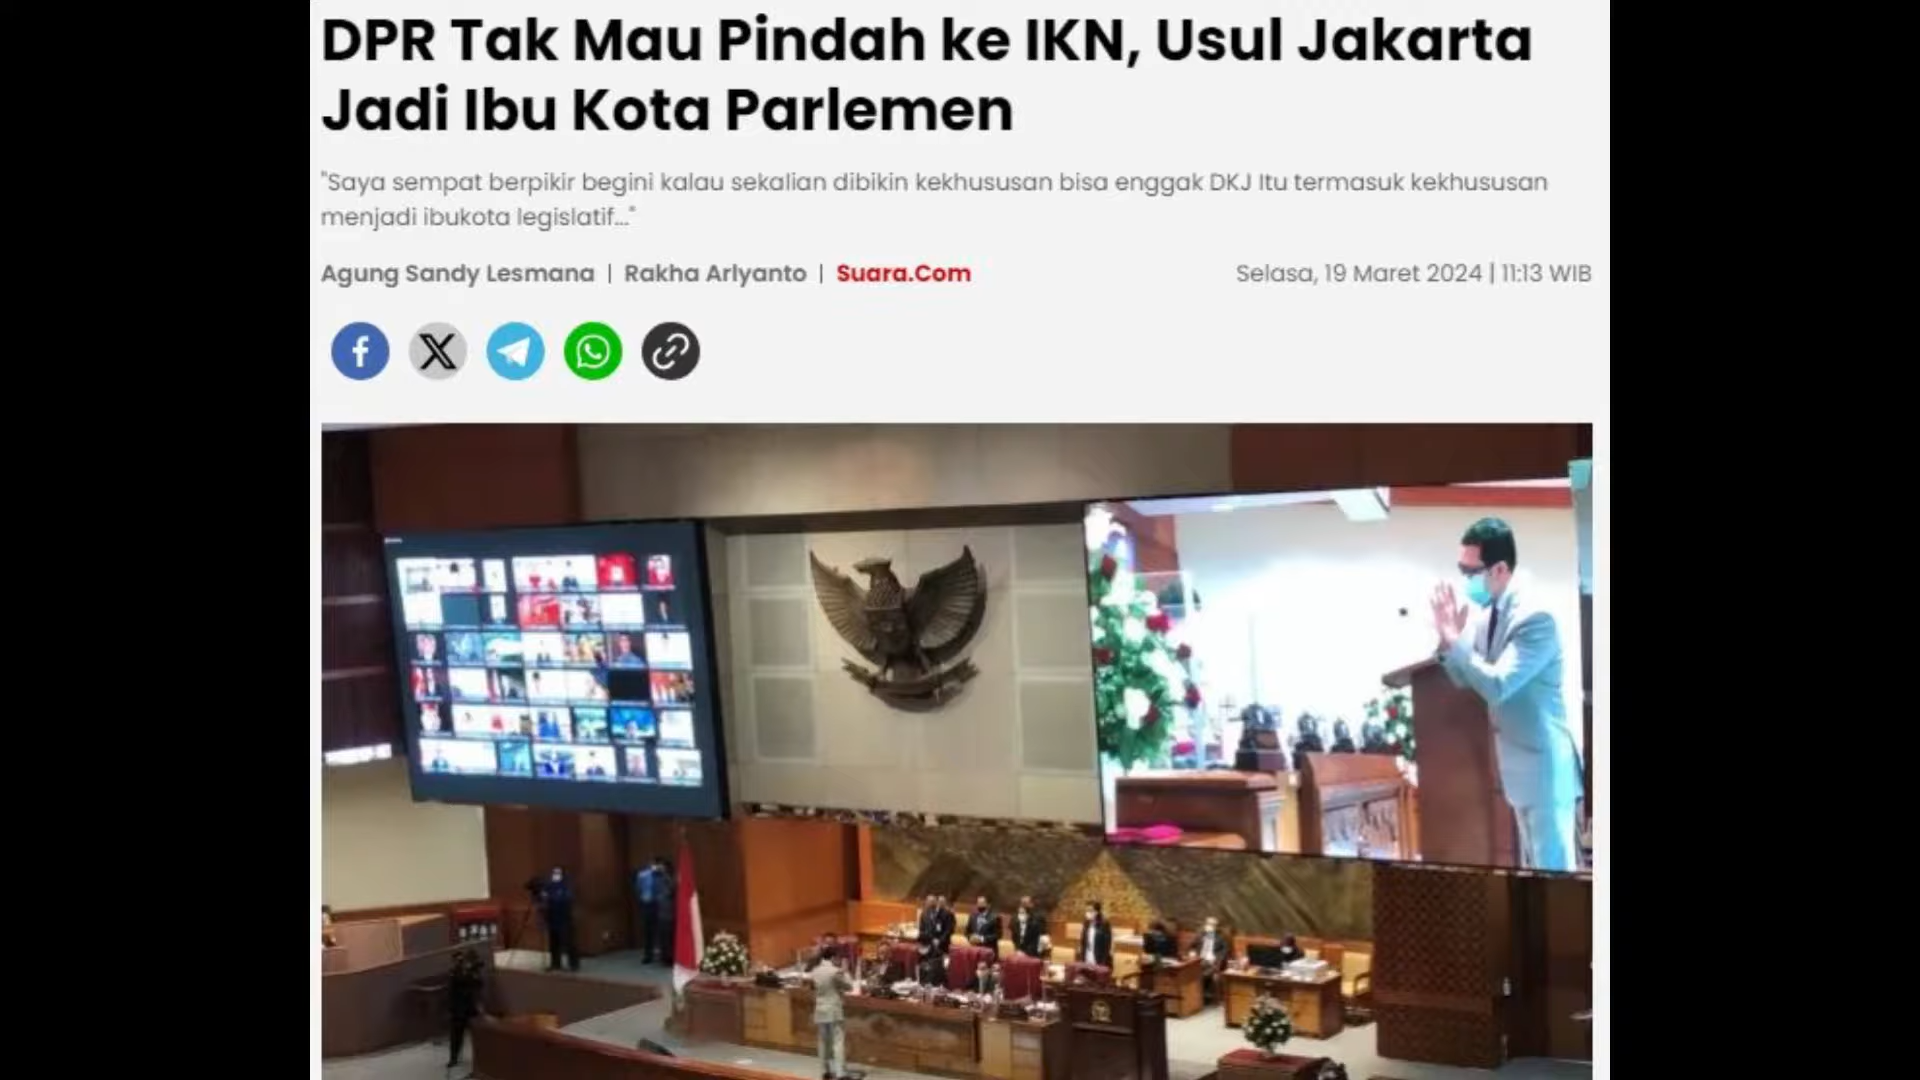 DPR Tak Mau Pindah ke IKN, Usul Jakarta
Jadi Ibu Kota Parlemen
"Saya sempat berpikir begini kalau sekalian dibikin kekhususan bisa enggak DKJ Itu termasuk kekhususan
menjadi ibukota legislatif..."
Agung Sandy Lesmana | Rakha Arlyanto | Suara.Com
Selasa, 19 Maret 2024 | 11:13 WIB